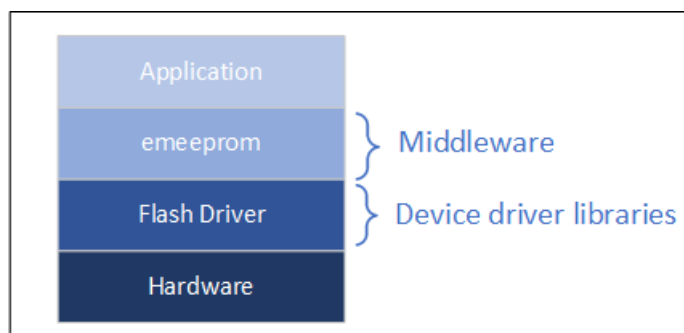 Application
emeeprom
Middleware
Flash Driver
Device driver libraries
Hardware